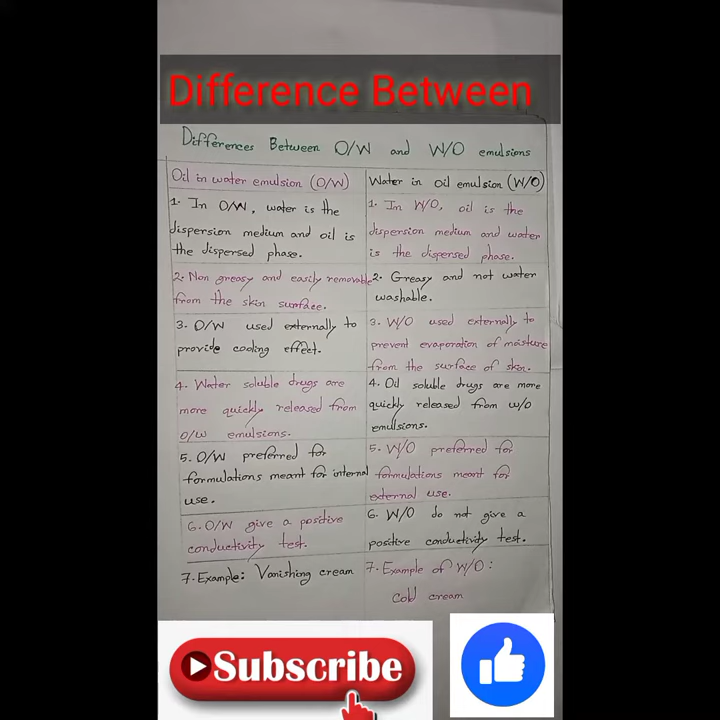 Difference Between
Differences Between O/W and W/O emulsions
Oil in water emulsion (O/W)
1. In O/W, water is the
dispersion medium and oil is
the dispersed phase.
2. Non greasy and easily removable
from the skin surface.
3. O/W used externally to
provide cooling effect.
4. Water soluble drugs are
more quickly released from
O/W emulsions.
5. O/W preferred for
formulations meant for internal
use.
6. O/W give a positive
conductivity test.
7. Example: Vanishing cream
Water in oil emulsion (W/O)
1. In W/O, oil is the
dispersion medium and water
is the dispersed phase.
2. Greasy and not water
washable.
3. W/O used externally to
prevent evaporation of moisture
from the surface of skin.
4. Oil soluble drugs are more
quickly released from w/o
emulsions.
5. W/O preferred for
formulations meant for
external use.
6. W/O do not give a
positive conductivity test.
7. Example of W/O:
Cold cream
Subscribe